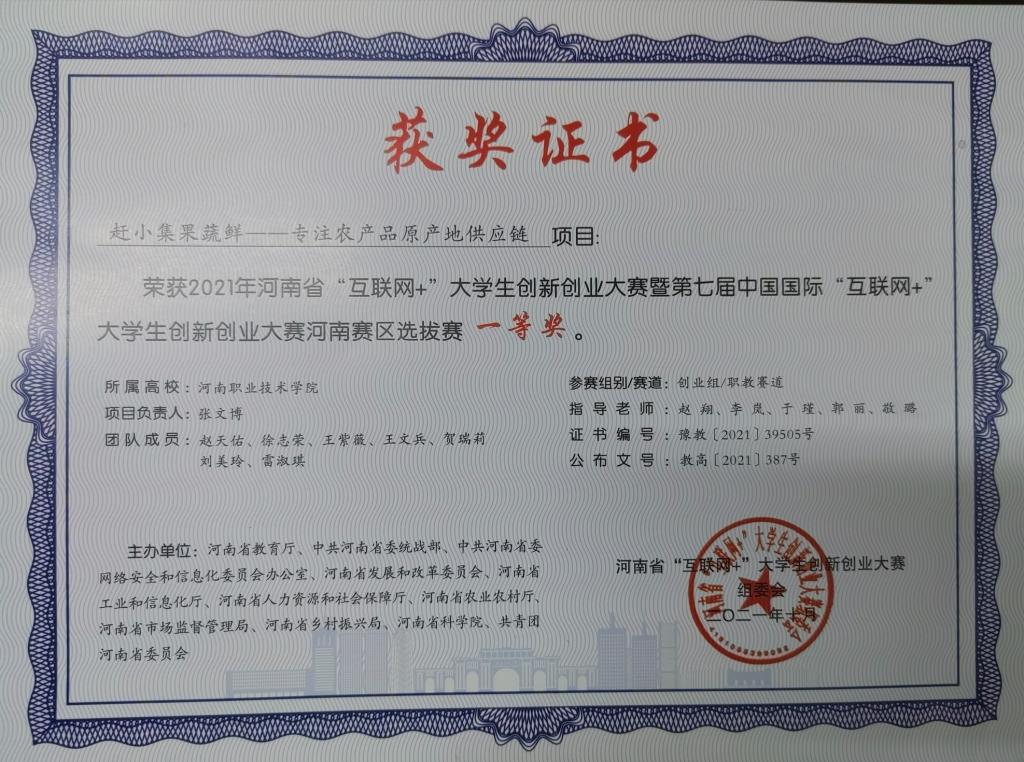 获奖证书
赶小集果蔬鲜——专注农产品原产地供应链 项目:
荣获2021年河南省“互联网+”大学生创新创业大赛暨第七届中国国际“互联网+”
大学生创新创业大赛河南赛区选拔赛 一等奖 。
所属高校：河南职业技术学院
项目负责人：张文博
团队成员：赵天佑、徐志荣、王紫薇、王文兵、贺瑞莉
刘美玲、雷淑琪
参赛组别/赛道：创业组/职教赛道
指导老师：赵翔、李岚、于瑾、郭丽、敬璐
证书编号：豫教〔2021〕39505号
公布文号：教高〔2021〕387号
主办单位：河南省教育厅、中共河南省委统战部、中共河南省委
网络安全和信息化委员会办公室、河南省发展和改革委员会、河南省
工业和信息化厅、河南省人力资源和社会保障厅、河南省农业农村厅、
河南省市场监督管理局、河南省乡村振兴局、河南省科学院、共青团
河南省委员会
河南省“互联网+”大学生创新创业大赛
组委会
二〇二一年十月